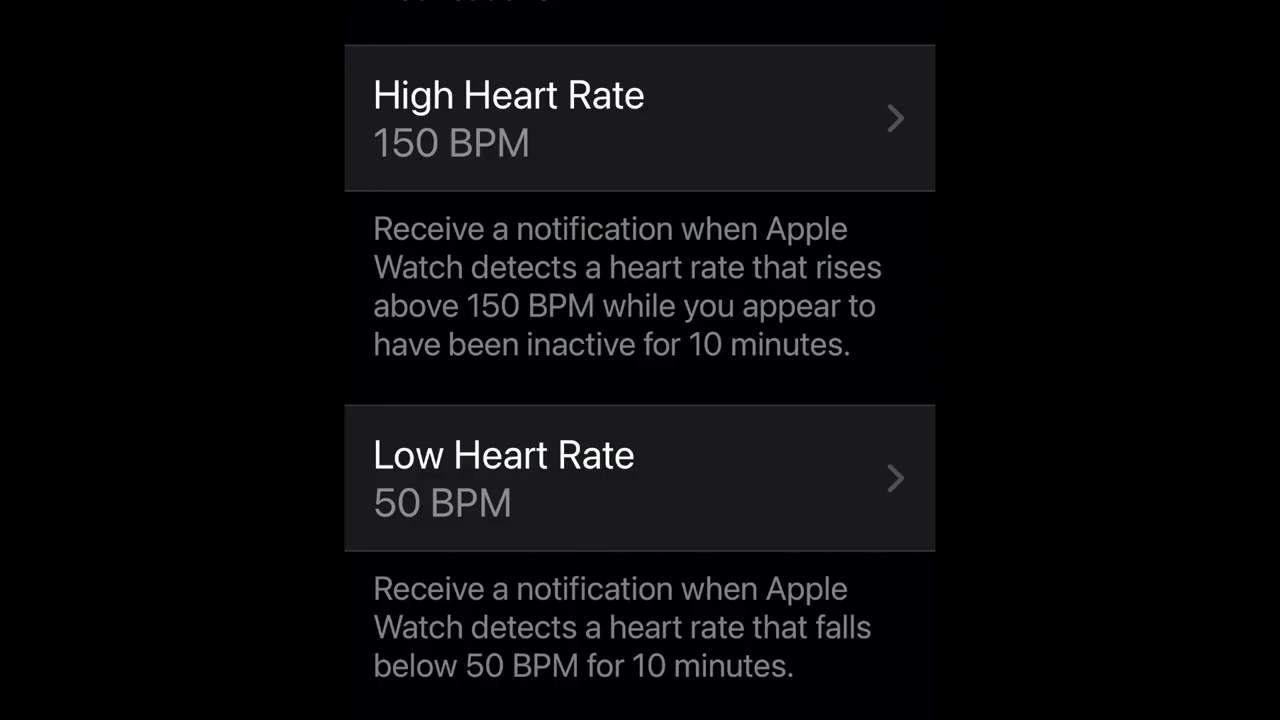 High Heart Rate
150 BPM
Receive a notification when Apple
Watch detects a heart rate that rises
above 150 BPM while you appear to
have been inactive for 10 minutes.
Low Heart Rate
50 BPM
Receive a notification when Apple
Watch detects a heart rate that falls
below 50 BPM for 10 minutes.